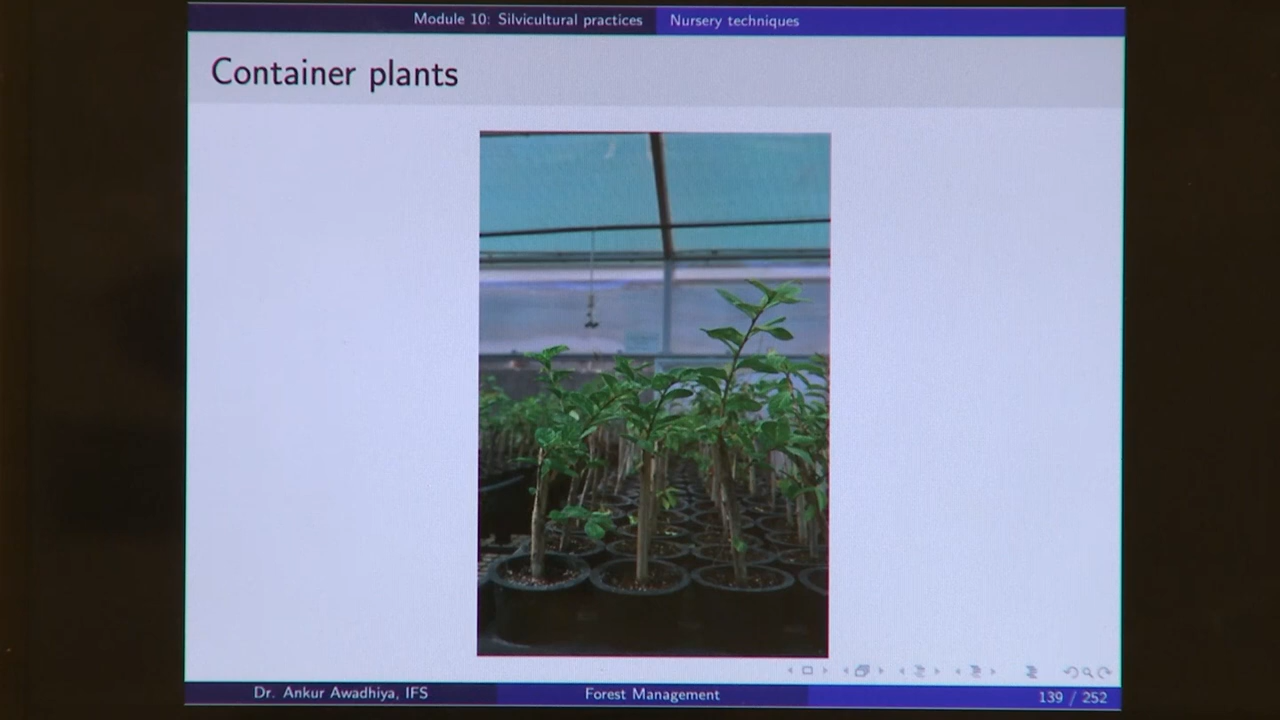 Module 10: Silvicultural practices Nursery techniques
Container plants
Dr. Ankur Awadhiya, IFS Forest Management 139 / 252